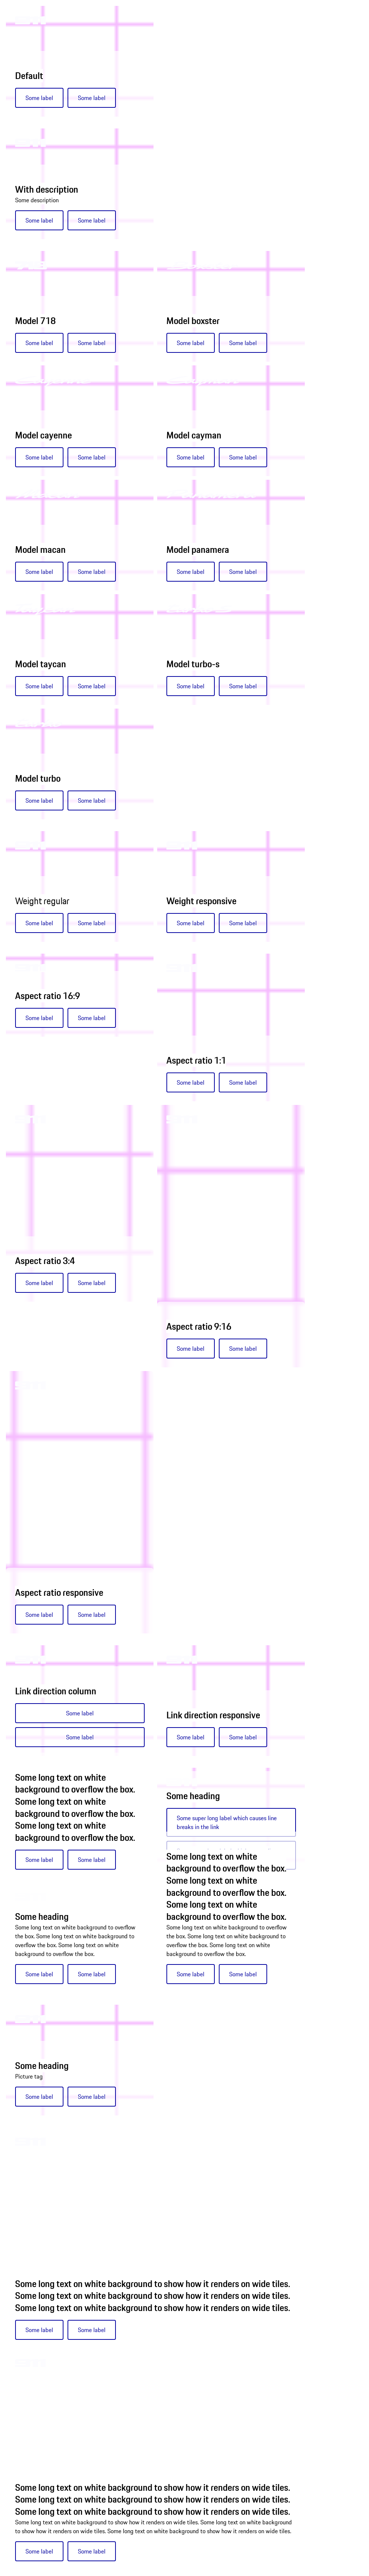 Default
Some label Some label
With description
Some description
Some label Some label
Model 718 Model boxster
Some label Some label Some label Some label
Model cayenne Model cayman
Some label Some label Some label Some label
Model macan Model panamera
Some label Some label Some label Some label
Model taycan Model turbo-s
Some label Some label Some label Some label
Model turbo
Some label Some label
Weight regular Weight responsive
Some label Some label Some label Some label
Aspect ratio 16:9
Some label Some label
Aspect ratio 1:1
Some label Some label
Aspect ratio 3:4
Some label Some label
Aspect ratio 9:16
Some label Some label
Aspect ratio responsive
Some label Some label
Link direction column
Some label
Some label
Link direction responsive
Some label Some label
Some long text on white
background to overflow the box.
Some long text on white
background to overflow the box.
Some long text on white
background to overflow the box.
Some label Some label
Some heading
Some super long label which causes line
breaks in the link
Some heading
Some long text on white background to overflow
the box. Some long text on white background to
overflow the box. Some long text on white
background to overflow the box.
Some label Some label
Some long text on white
background to overflow the box.
Some long text on white
background to overflow the box.
Some long text on white
background to overflow the box.
Some long text on white background to overflow
the box. Some long text on white background to
overflow the box. Some long text on white
background to overflow the box.
Some label Some label
Some heading
Picture tag
Some label Some label
Some long text on white background to show how it renders on wide tiles.
Some long text on white background to show how it renders on wide tiles.
Some long text on white background to show how it renders on wide tiles.
Some label Some label
Some long text on white background to show how it renders on wide tiles.
Some long text on white background to show how it renders on wide tiles.
Some long text on white background to show how it renders on wide tiles.
Some long text on white background to show how it renders on wide tiles. Some long text on white background
to show how it renders on wide tiles. Some long text on white background to show how it renders on wide tiles.
Some label Some label